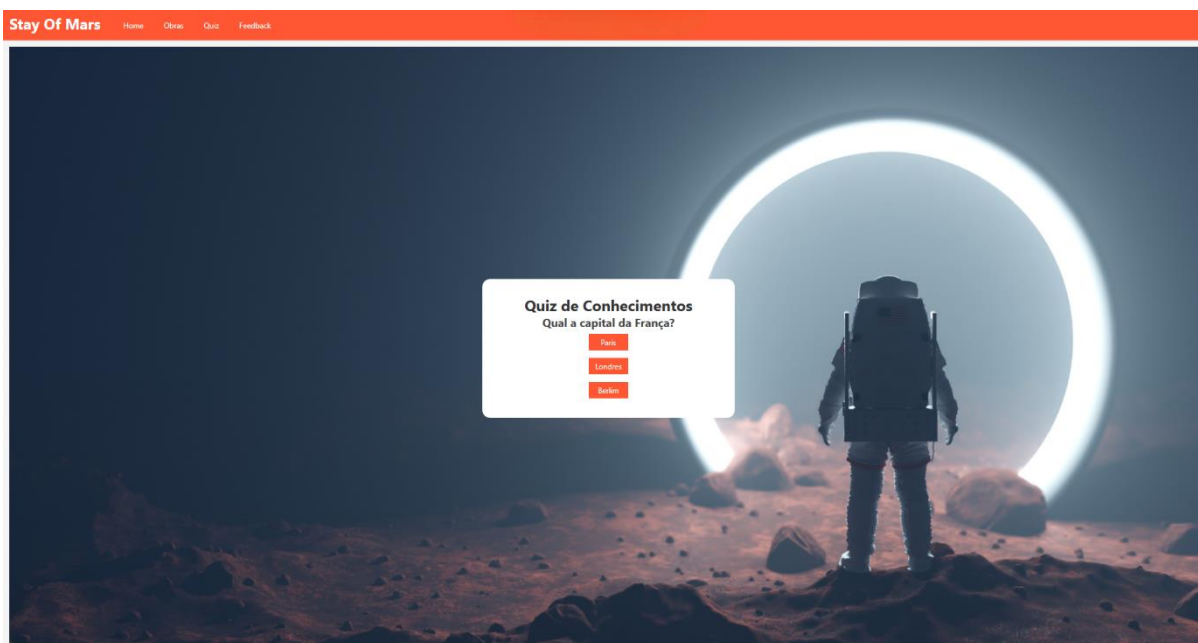 Stay Of Mars Home Obras Quiz Feedback
Quiz de Conhecimentos
Qual a capital da França?
Paris
Londres
Berlim